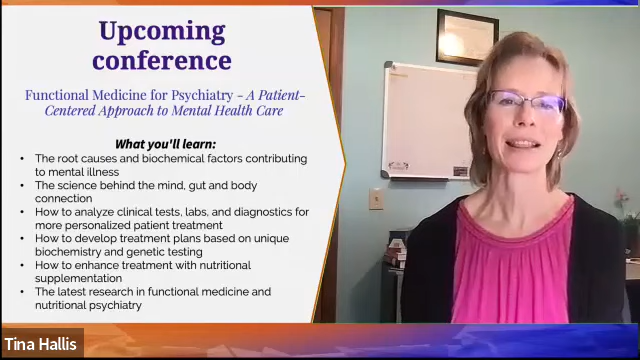 Upcoming
conference
Functional Medicine for Psychiatry - A Patient-
Centered Approach to Mental Health Care
What you'll learn:
• The root causes and biochemical factors contributing
to mental illness
• The science behind the mind, gut and body
connection
• How to analyze clinical tests, labs, and diagnostics for
more personalized patient treatment
• How to develop treatment plans based on unique
biochemistry and genetic testing
• How to enhance treatment with nutritional
supplementation
• The latest research in functional medicine and
nutritional psychiatry
Tina Hallis